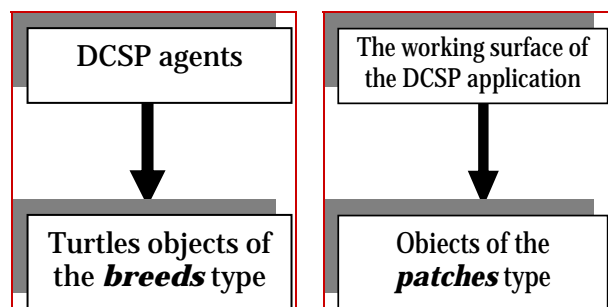 DCSP agents
Turtles objects of
the breeds type
The working surface of
the DCSP application
Obiects of the
patches type